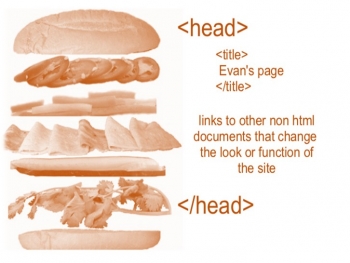 <head>
<title>
Evan's page
</title>
links to other non html
documents that change
the look or function of
the site
</head>